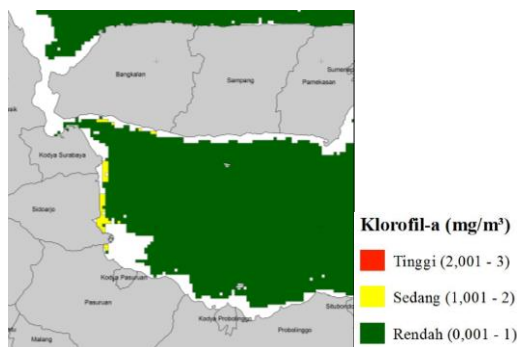 Bangkalan
Sampang
Pamekasan
Sumenep
Kodya Surabaya
Sidoarjo
Kodya Pasuruan
Pasuruan
Kodya Probolinggo
Probolinggo
Malang
Klorofil-a (mg/m³)
Tinggi (2,001 - 3)
Sedang (1,001 - 2)
Rendah (0,001 - 1)